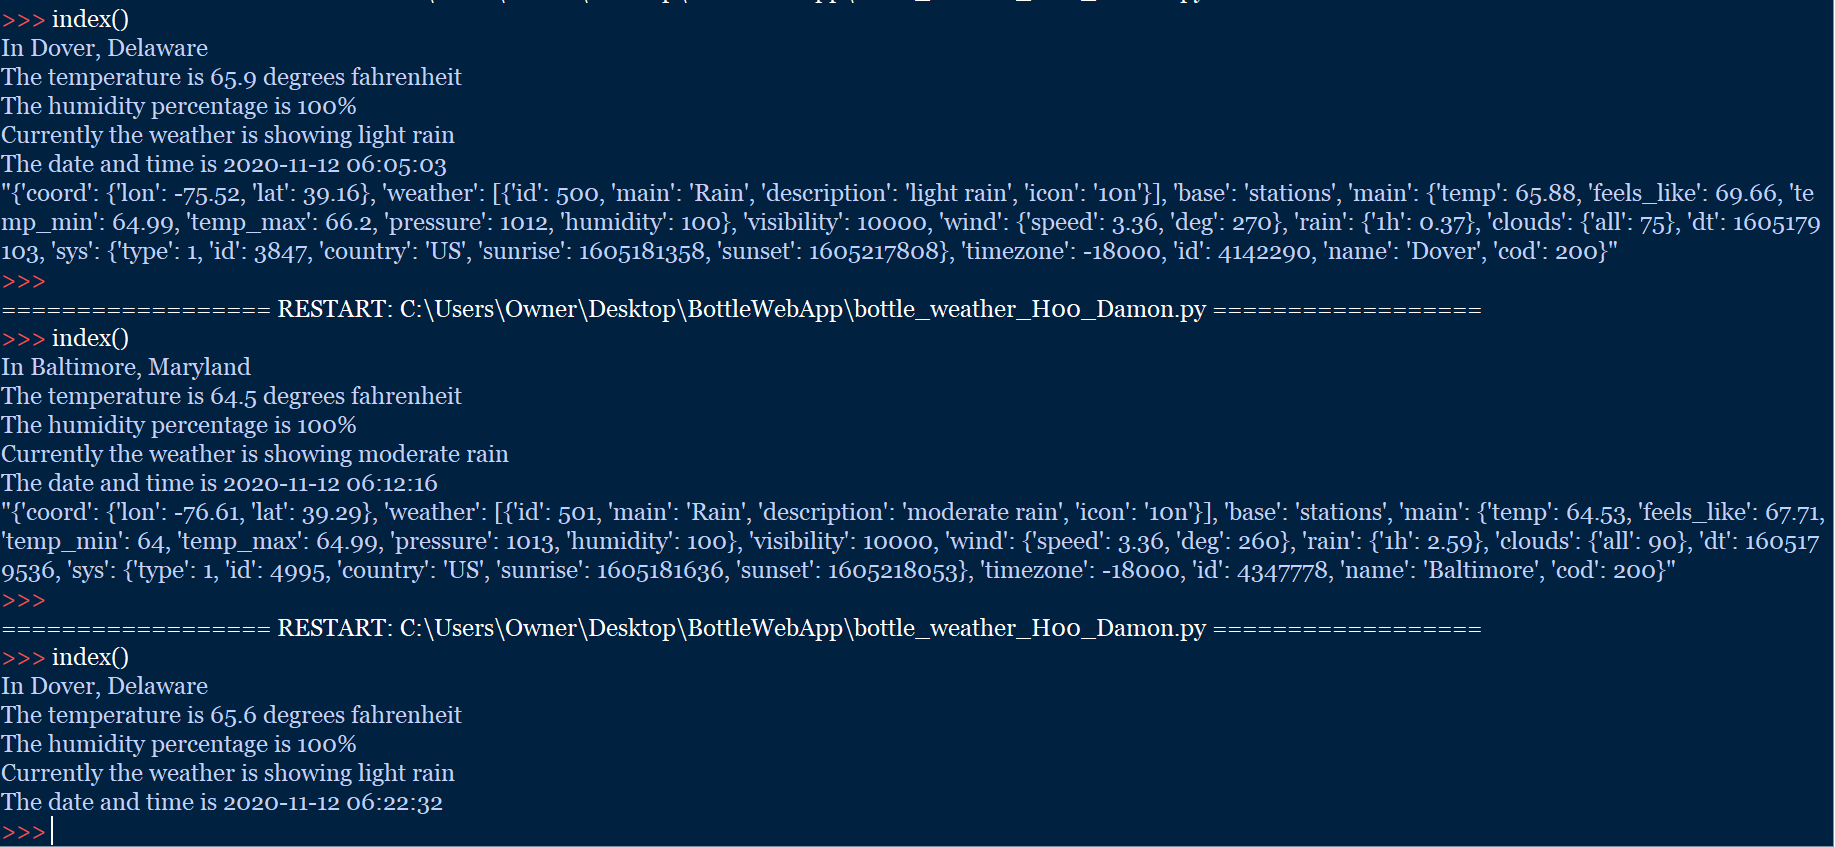 >>> index()
In Dover, Delaware
The temperature is 65.9 degrees fahrenheit
The humidity percentage is 100%
Currently the weather is showing light rain
The date and time is 2020-11-12 06:05:03
"{'coord': {'lon': -75.52, 'lat': 39.16}, 'weather': [{'id': 500, 'main': 'Rain', 'description': 'light rain', 'icon': '10n'}], 'base': 'stations', 'main': {'temp': 65.88, 'feels_like': 69.66, 'te
mp_min': 64.99, 'temp_max': 66.2, 'pressure': 1012, 'humidity': 100}, 'visibility': 10000, 'wind': {'speed': 3.36, 'deg': 270}, 'rain': {'1h': 0.37}, 'clouds': {'all': 75}, 'dt': 1605179
103, 'sys': {'type': 1, 'id': 3847, 'country': 'US', 'sunrise': 1605181358, 'sunset': 1605217808}, 'timezone': -18000, 'id': 4142290, 'name': 'Dover', 'cod': 200}"
>>>
================== RESTART: C:\Users\Owner\Desktop\BottleWebApp\bottle_weather_H00_Damon.py ==================
>>> index()
In Baltimore, Maryland
The temperature is 64.5 degrees fahrenheit
The humidity percentage is 100%
Currently the weather is showing moderate rain
The date and time is 2020-11-12 06:12:16
"{'coord': {'lon': -76.61, 'lat': 39.29}, 'weather': [{'id': 501, 'main': 'Rain', 'description': 'moderate rain', 'icon': '10n'}], 'base': 'stations', 'main': {'temp': 64.53, 'feels_like': 67.71,
'temp_min': 64, 'temp_max': 64.99, 'pressure': 1013, 'humidity': 100}, 'visibility': 10000, 'wind': {'speed': 3.36, 'deg': 260}, 'rain': {'1h': 2.59}, 'clouds': {'all': 90}, 'dt': 160517
9536, 'sys': {'type': 1, 'id': 4995, 'country': 'US', 'sunrise': 1605181636, 'sunset': 1605218053}, 'timezone': -18000, 'id': 4347778, 'name': 'Baltimore', 'cod': 200}"
>>>
================== RESTART: C:\Users\Owner\Desktop\BottleWebApp\bottle_weather_H00_Damon.py ==================
>>> index()
In Dover, Delaware
The temperature is 65.6 degrees fahrenheit
The humidity percentage is 100%
Currently the weather is showing light rain
The date and time is 2020-11-12 06:22:32
>>>